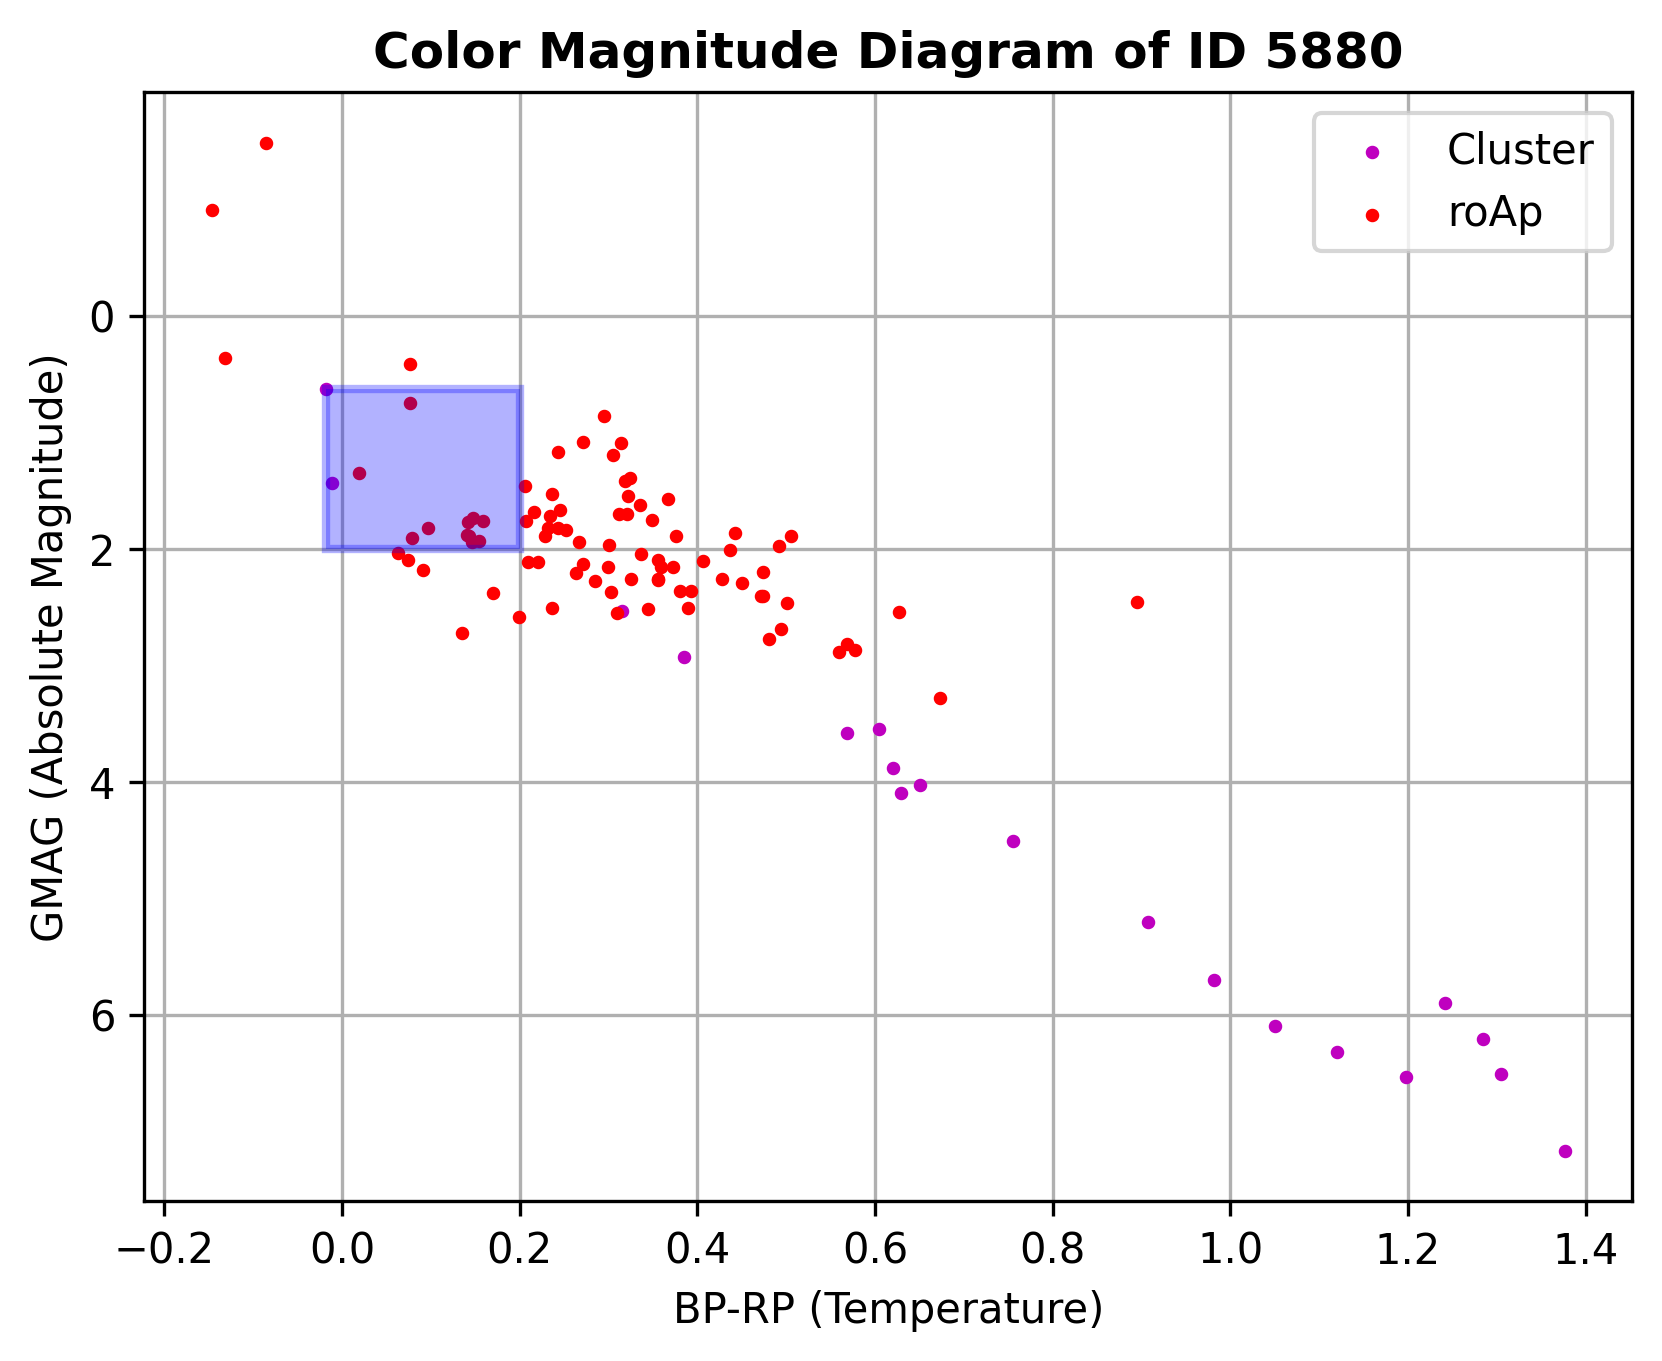 Color Magnitude Diagram of ID 5880
Cluster
roAp
GMAG (Absolute Magnitude)
0
2
4
6
−0.2 0.0 0.2 0.4 0.6 0.8 1.0 1.2 1.4
BP-RP (Temperature)